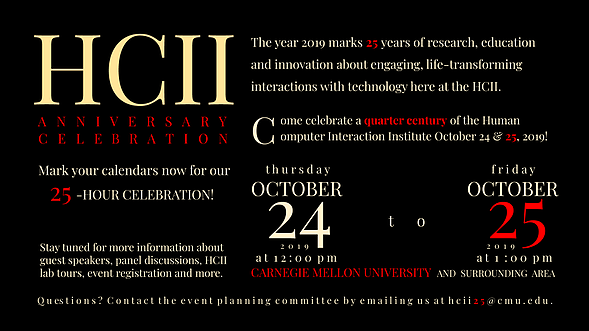 HCII
ANNIVERSARY
CELEBRATION
The year 2019 marks 25 years of research, education
and innovation about engaging, life-transforming
interactions with technology here at the HCII.
Come celebrate a quarter century of the Human
Computer Interaction Institute October 24 & 25, 2019!
Mark your calendars now for our
25 -HOUR CELEBRATION!
Stay tuned for more information about
guest speakers, panel discussions, HCII
lab tours, event registration and more.
thursday
OCTOBER
24
2019
at 12:00 pm
to
friday
OCTOBER
25
2019
at 1:00 pm
CARNEGIE MELLON UNIVERSITY AND SURROUNDING AREA
Questions? Contact the event planning committee by emailing us at hcii25@cmu.edu.